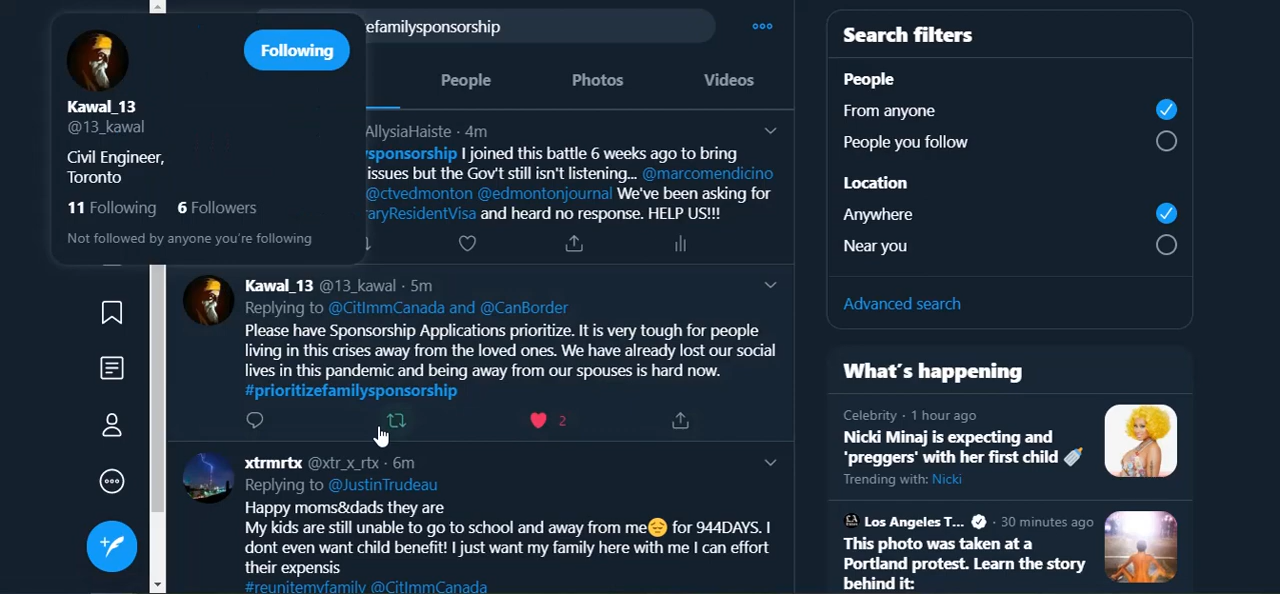 efamilysponsorship
Following
Kawal_13
@13_kawal
Civil Engineer,
Toronto
11 Following 6 Followers
Not followed by anyone you're following
People Photos Videos
AllysiaHaiste · 4m
sponsorship I joined this battle 6 weeks ago to bring
issues but the Gov't still isn't listening... @marcomendicino
@ctvedmonton @edmontonjournal We've been asking for
raryResidentVisa and heard no response. HELP US!!!
Kawal_13 @13_kawal · 5m
Replying to @CitImmCanada and @CanBorder
Please have Sponsorship Applications prioritize. It is very tough for people
living in this crises away from the loved ones. We have already lost our social
lives in this pandemic and being away from our spouses is hard now.
#prioritizefamilysponsorship
2
xtrmrtx @xtr_x_rtx · 6m
Replying to @JustinTrudeau
Happy moms&dads they are
My kids are still unable to go to school and away from me😔 for 944DAYS. I
dont even want child benefit! I just want my family here with me I can effort
their expensis
#reunitemyfamily @CitImmCanada
Search filters
People
From anyone
People you follow
Location
Anywhere
Near you
Advanced search
What's happening
Celebrity · 1 hour ago
Nicki Minaj is expecting and
'preggers' with her first child 🍼
Trending with: Nicki
Los Angeles T... · 30 minutes ago
This photo was taken at a
Portland protest. Learn the story
behind it: